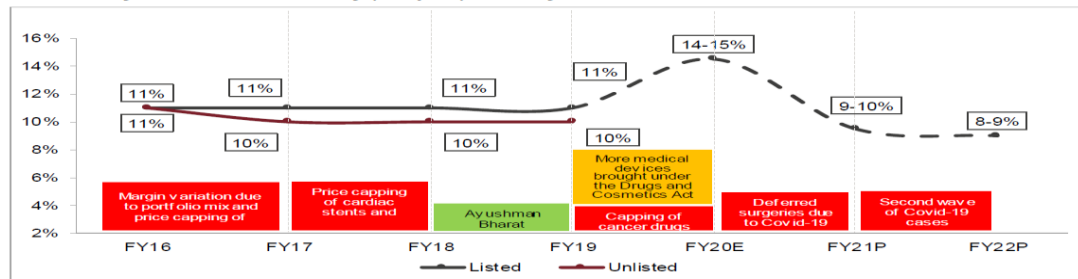 16%
14%
12%
10%
8%
6%
4%
2%
11%
11%
11%
10%
11%
10%
11%
10%
14-15%
9-10%
8-9%
Margin variation due
to portfolio mix and
price capping of
Price capping
of cardiac
stents and
Ayushman
Bharat
More medical
devices
brought under
the Drugs and
Cosmetics Act
Capping of
cancer drugs
Deferred
surgeries due
to Covid-19
Second wave
of Covid-19
cases
FY16 FY17 FY18 FY19 FY20E FY21P FY22P
Listed Unlisted